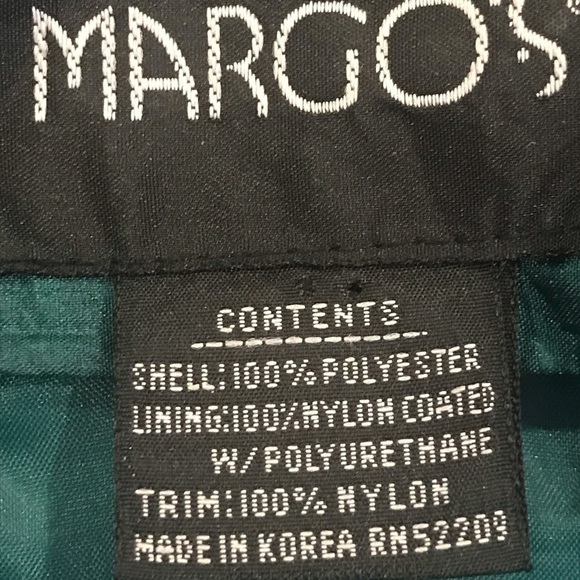 MARGO'S
CONTENTS
SHELL:100% POLYESTER
LINING:100% NYLON COATED
W/POLYURETHANE
TRIM:100% NYLON
MADE IN KOREA RN52209